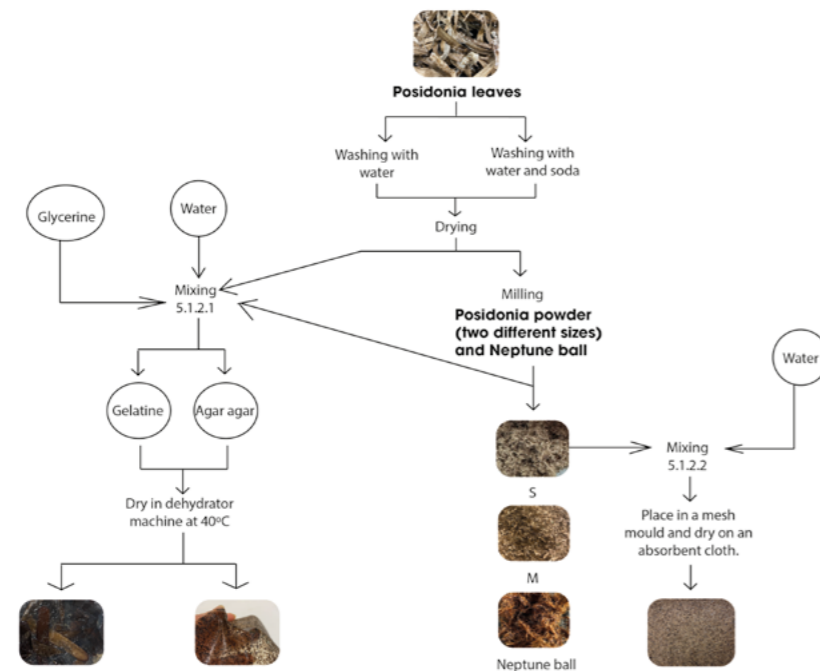 Posidonia leaves
Washing with
water
Washing with
water and soda
Glycerine
Water
Drying
Mixing
5.1.2.1
Milling
Posidonia powder
(two different sizes)
and Neptune ball
Water
Gelatine
Agar agar
Mixing
5.1.2.2
S
Dry in dehydrator
machine at 40ºC
Place in a mesh
mould and dry on an
absorbent cloth.
M
Neptune ball